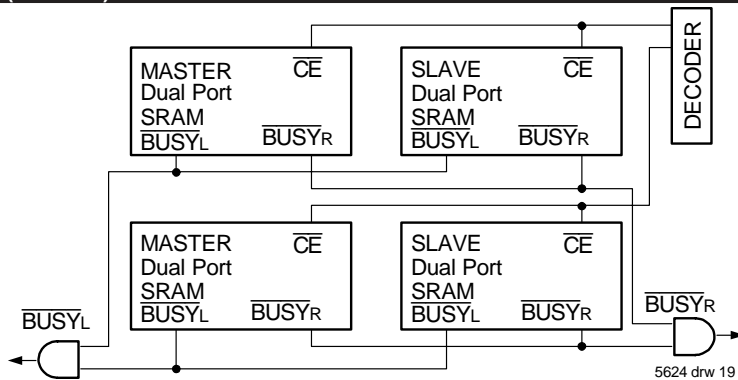 MASTER CE
Dual Port
SRAM
BUSYL BUSYR
SLAVE CE
Dual Port
SRAM
BUSYL BUSYR
DECODER
MASTER CE
Dual Port
SRAM
BUSYL BUSYR
SLAVE CE
Dual Port
SRAM
BUSYL BUSYR
BUSYL
BUSYR
5624 drw 19